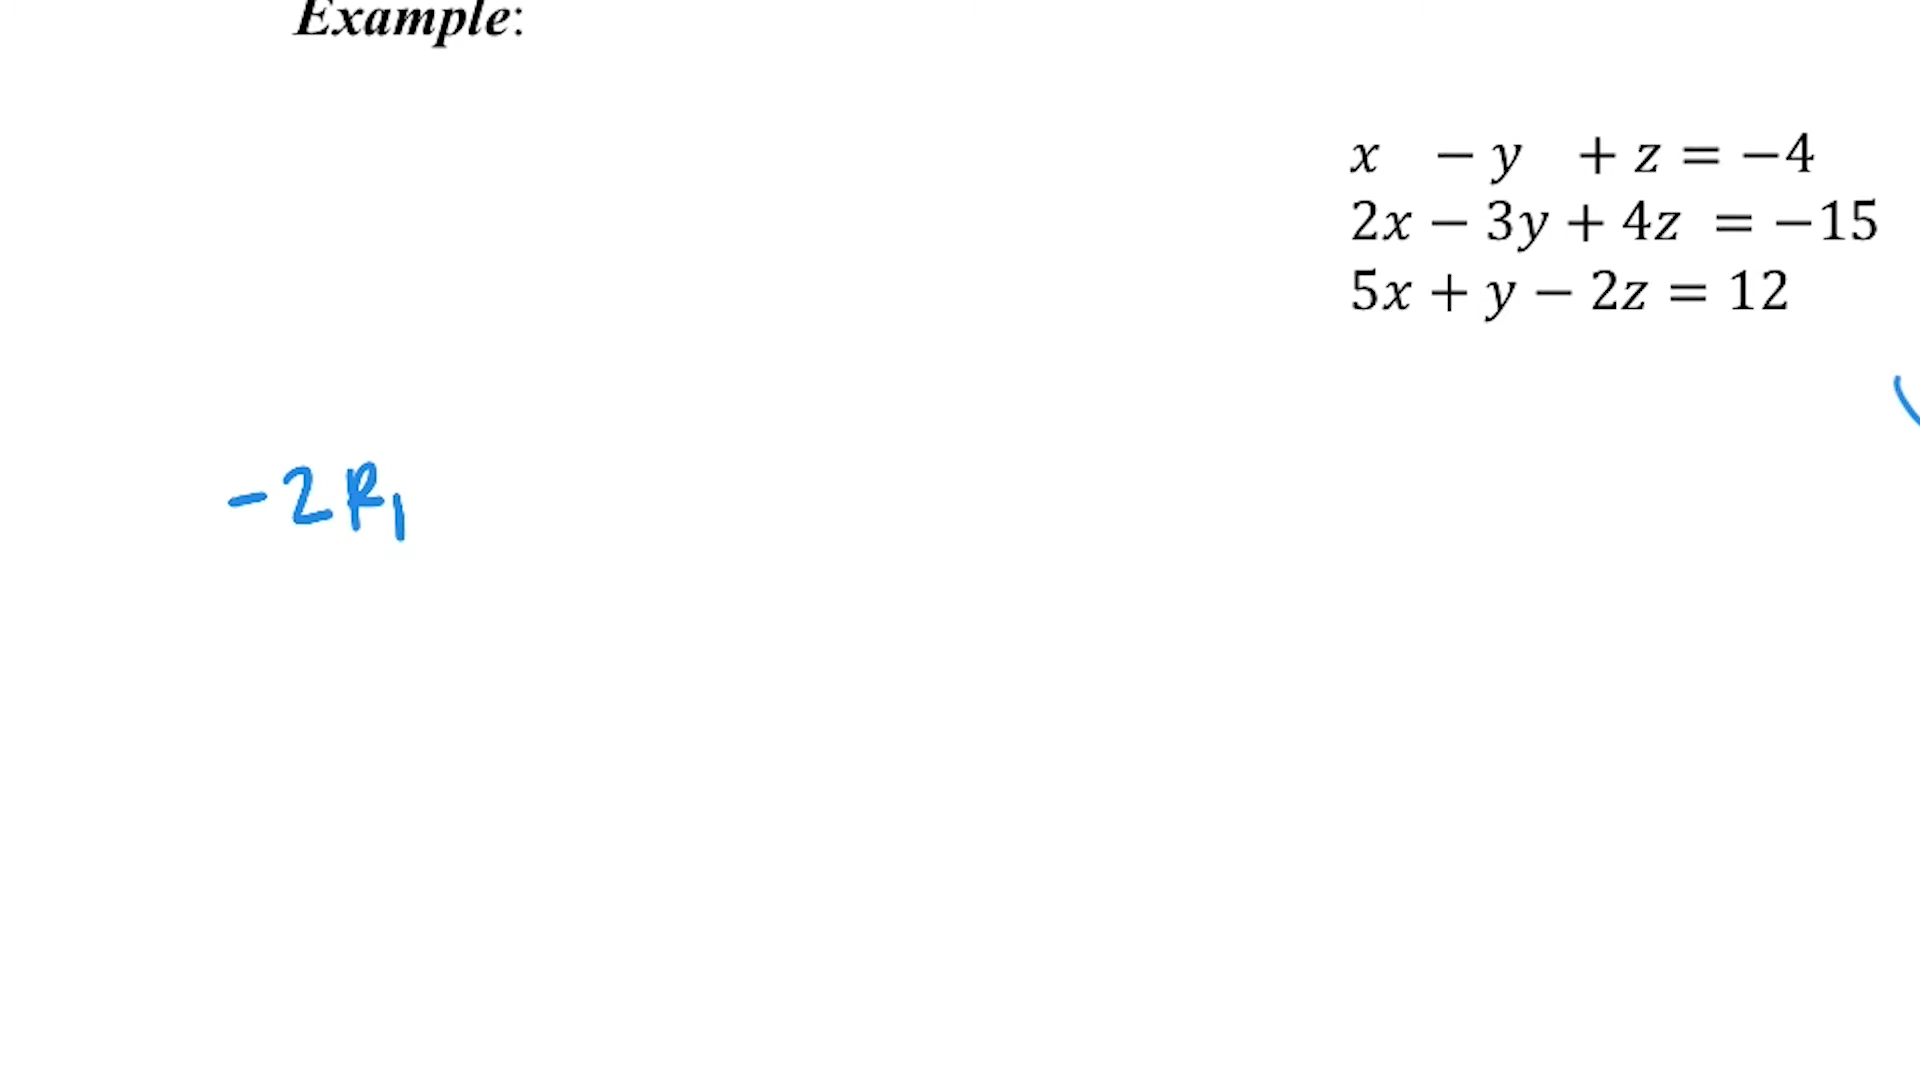 Example:
x - y + z = -4
2x - 3y + 4z = -15
5x + y - 2z = 12
-2R₁